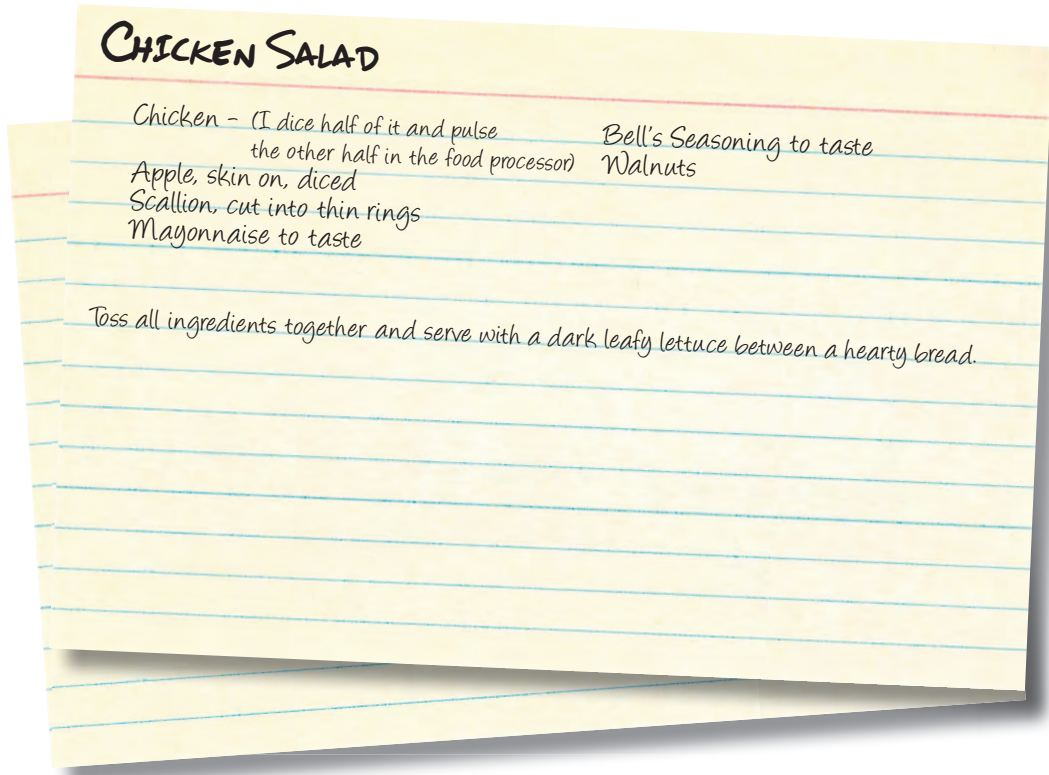 CHICKEN SALAD
Chicken - (I dice half of it and pulse
the other half in the food processor)
Apple, skin on, diced
Scallion, cut into thin rings
Mayonnaise to taste
Bell's Seasoning to taste
Walnuts
Toss all ingredients together and serve with a dark leafy lettuce between a hearty bread.